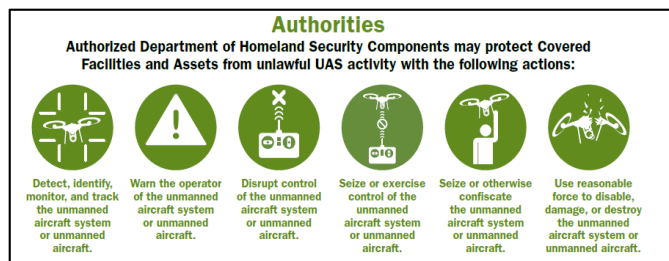 Authorities
Authorized Department of Homeland Security Components may protect Covered
Facilities and Assets from unlawful UAS activity with the following actions:
Detect, identify,
monitor, and track
the unmanned
aircraft system
or unmanned
aircraft.
Warn the operator
of the unmanned
aircraft system
or unmanned
aircraft.
Disrupt control
of the unmanned
aircraft system
or unmanned
aircraft.
Seize or exercise
control of the
unmanned
aircraft system
or unmanned
aircraft.
Seize or otherwise
confiscate
the unmanned
aircraft system
or unmanned
aircraft.
Use reasonable
force to disable,
damage, or destroy
the unmanned
aircraft system or
unmanned aircraft.